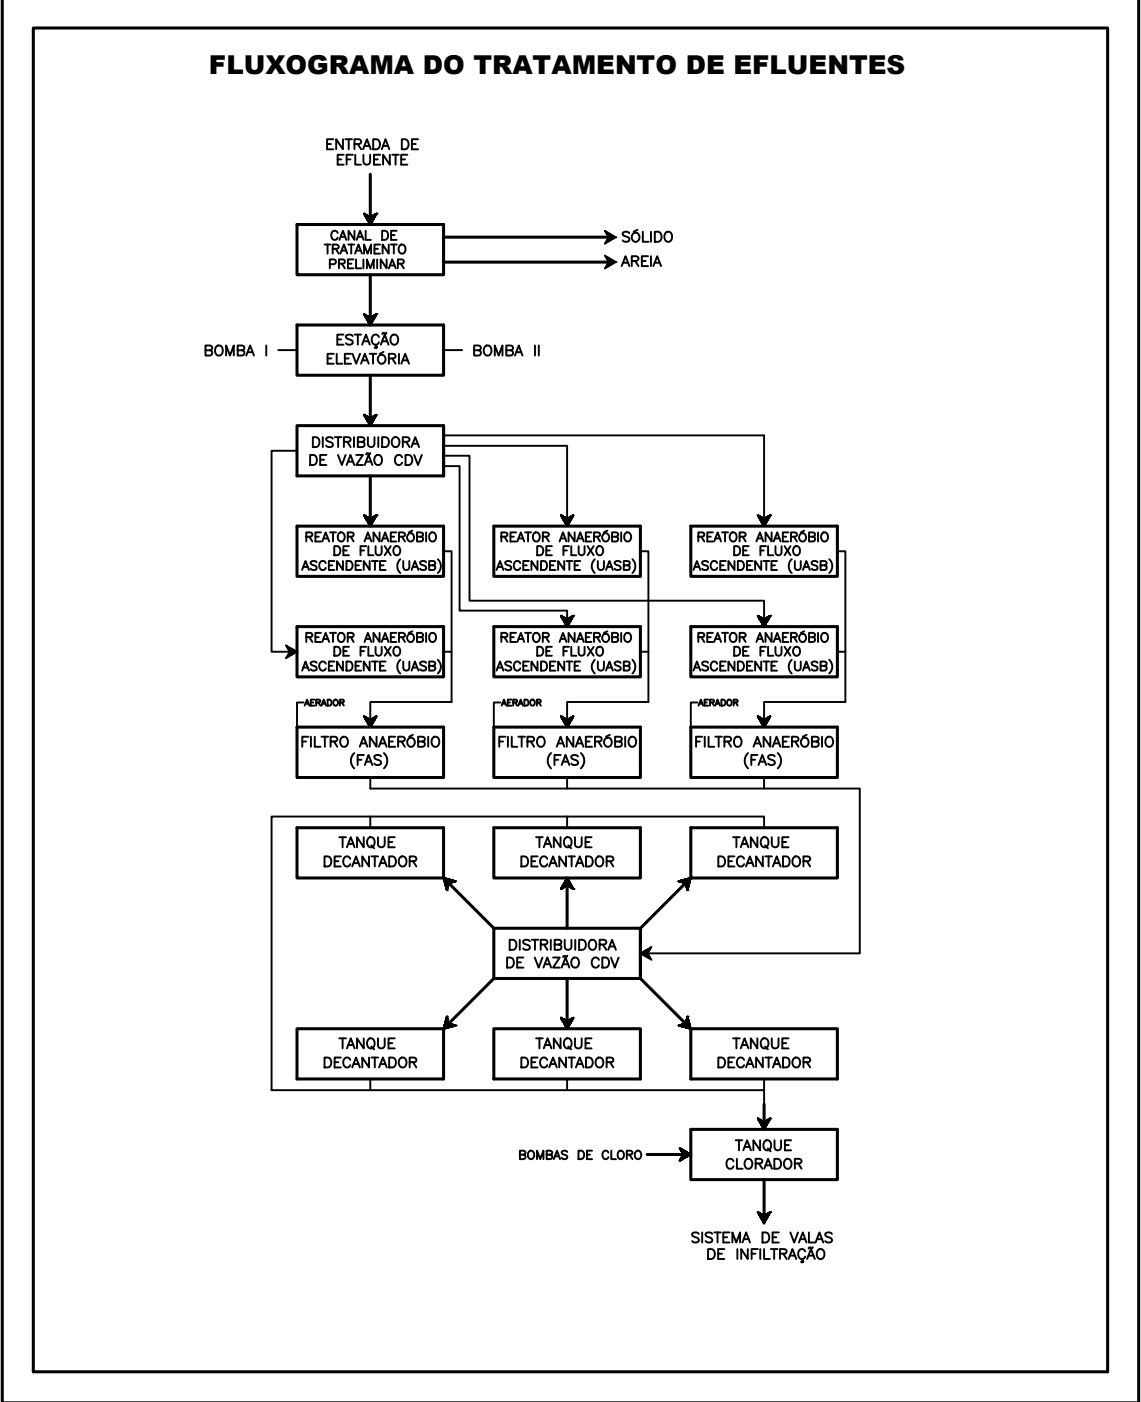 FLUXOGRAMA DO TRATAMENTO DE EFLUENTES
ENTRADA DE
EFLUENTE
CANAL DE
TRATAMENTO
PRELIMINAR
SÓLIDO
AREIA
BOMBA I
ESTAÇÃO
ELEVATÓRIA
BOMBA II
DISTRIBUIDORA
DE VAZÃO CDV
REATOR ANAERÓBIO
DE FLUXO
ASCENDENTE (UASB)
REATOR ANAERÓBIO
DE FLUXO
ASCENDENTE (UASB)
REATOR ANAERÓBIO
DE FLUXO
ASCENDENTE (UASB)
REATOR ANAERÓBIO
DE FLUXO
ASCENDENTE (UASB)
REATOR ANAERÓBIO
DE FLUXO
ASCENDENTE (UASB)
REATOR ANAERÓBIO
DE FLUXO
ASCENDENTE (UASB)
AERADOR
AERADOR
AERADOR
FILTRO ANAERÓBIO
(FAS)
FILTRO ANAERÓBIO
(FAS)
FILTRO ANAERÓBIO
(FAS)
TANQUE
DECANTADOR
TANQUE
DECANTADOR
TANQUE
DECANTADOR
DISTRIBUIDORA
DE VAZÃO CDV
TANQUE
DECANTADOR
TANQUE
DECANTADOR
TANQUE
DECANTADOR
BOMBAS DE CLORO
TANQUE
CLORADOR
SISTEMA DE VALAS
DE INFILTRAÇÃO